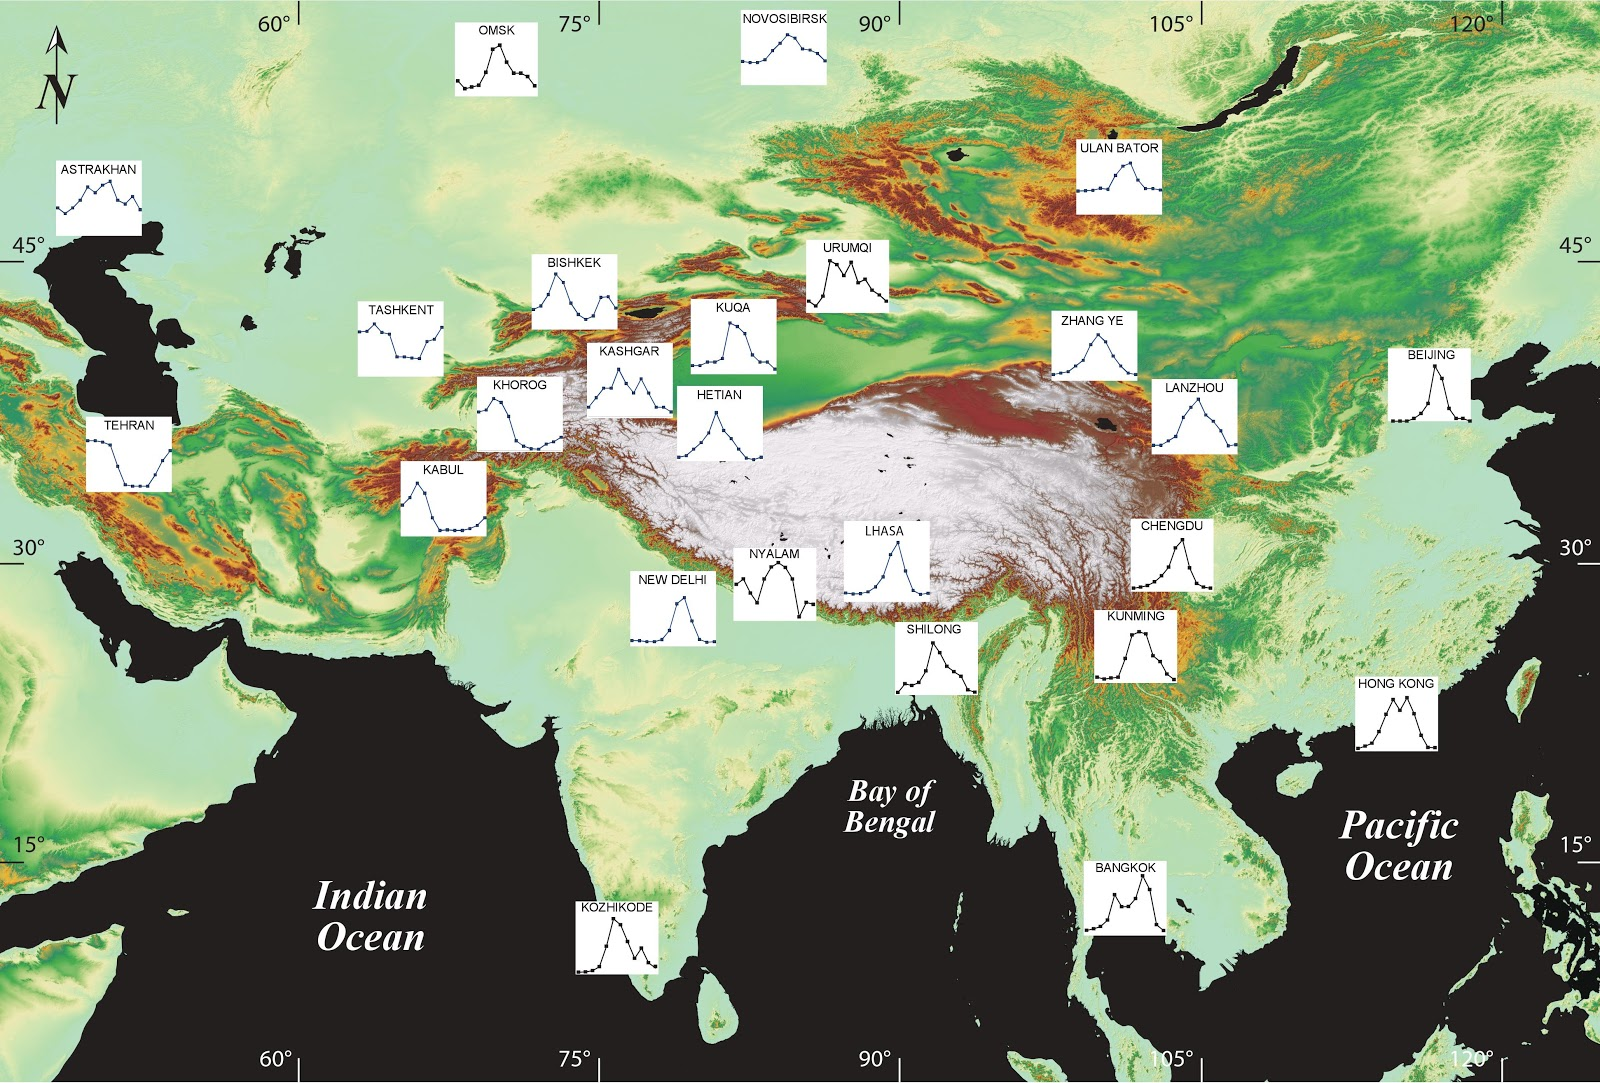 60°
75°
90°
105°
120°
N
OMSK
NOVOSIBIRSK
ULAN BATOR
ASTRAKHAN
45°
45°
URUMQI
BISHKEK
TASHKENT
KUQA
ZHANG YE
KASHGAR
BEIJING
KHOROG
HETIAN
LANZHOU
TEHRAN
KABUL
30°
30°
CHENGDU
LHASA
NYALAM
NEW DELHI
SHILONG
KUNMING
HONG KONG
Bay of
Bengal
Pacific
Ocean
15°
15°
BANGKOK
Indian
Ocean
KOZHIKODE
60°
75°
90°
105°
120°